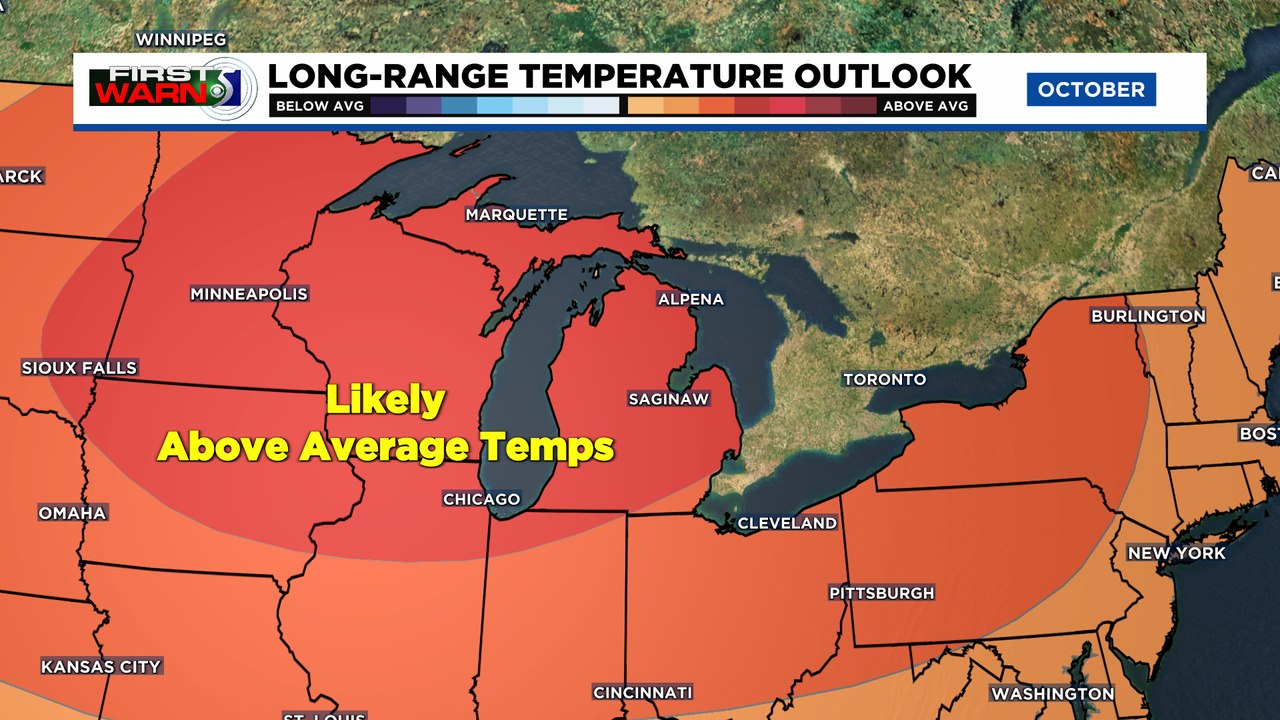 WINNIPEG
FIRST
WARN 5
LONG-RANGE TEMPERATURE OUTLOOK
OCTOBER
BELOW AVG
ABOVE AVG
ARCK
CA
MARQUETTE
MINNEAPOLIS
ALPENA
BURLINGTON
SIOUX FALLS
TORONTO
SAGINAW
Likely
Above Average Temps
BOST
CHICAGO
OMAHA
CLEVELAND
NEW YORK
PITTSBURGH
KANSAS CITY
CINCINNATI
WASHINGTON
ST. LOUIS